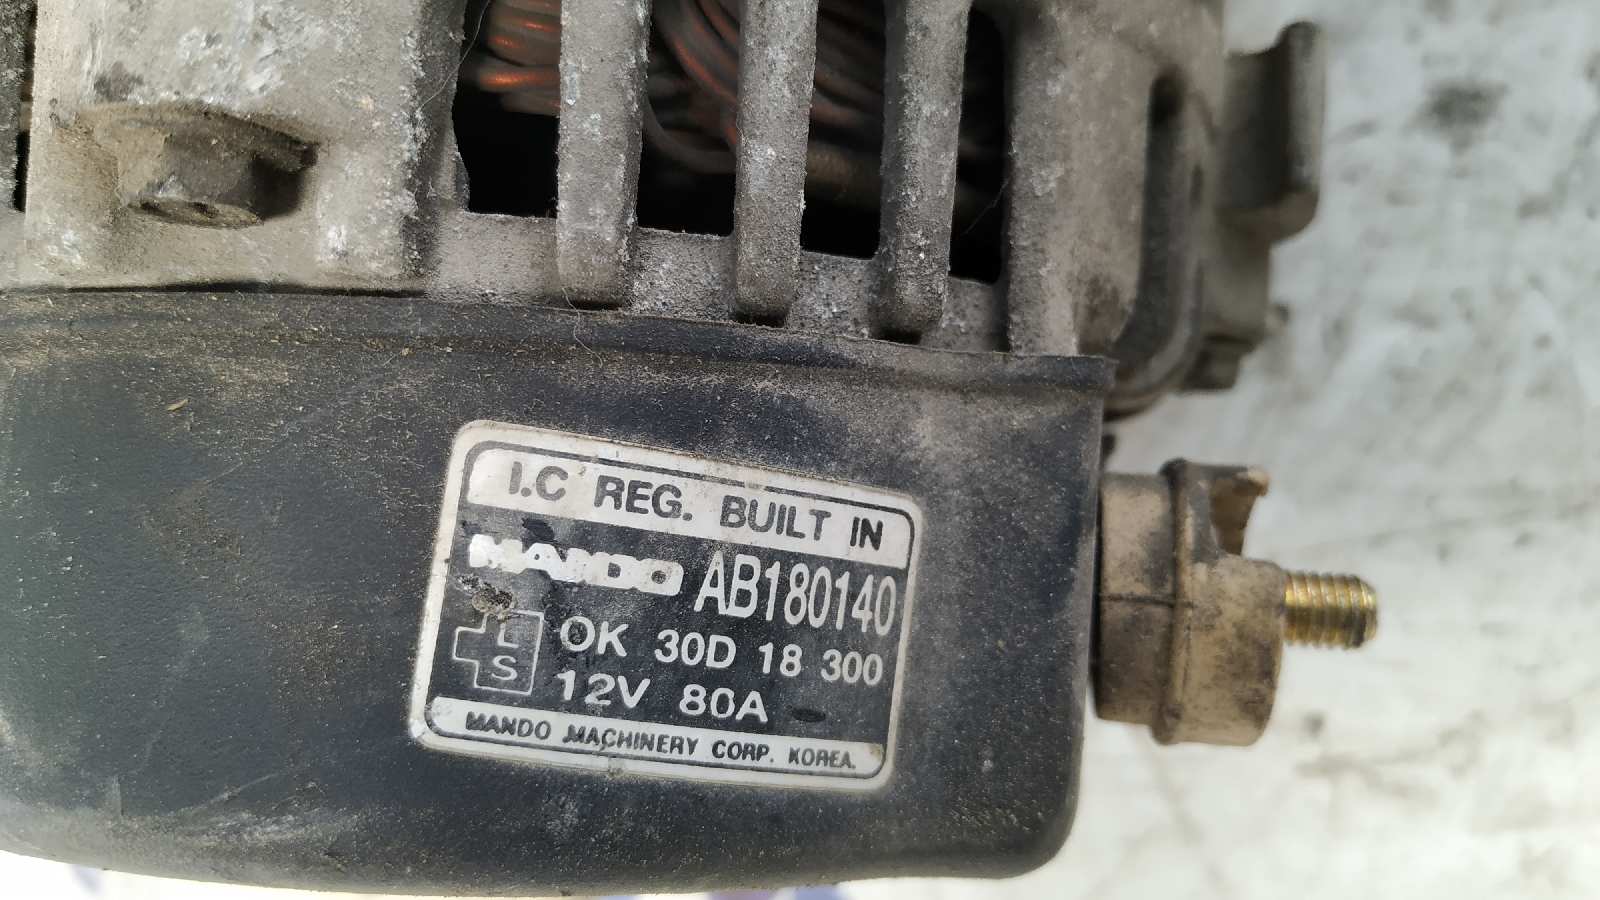 I.C REG. BUILT IN
MANDO AB180140
L
S
OK 30D 18 300
12V 80A
MANDO MACHINERY CORP. KOREA.